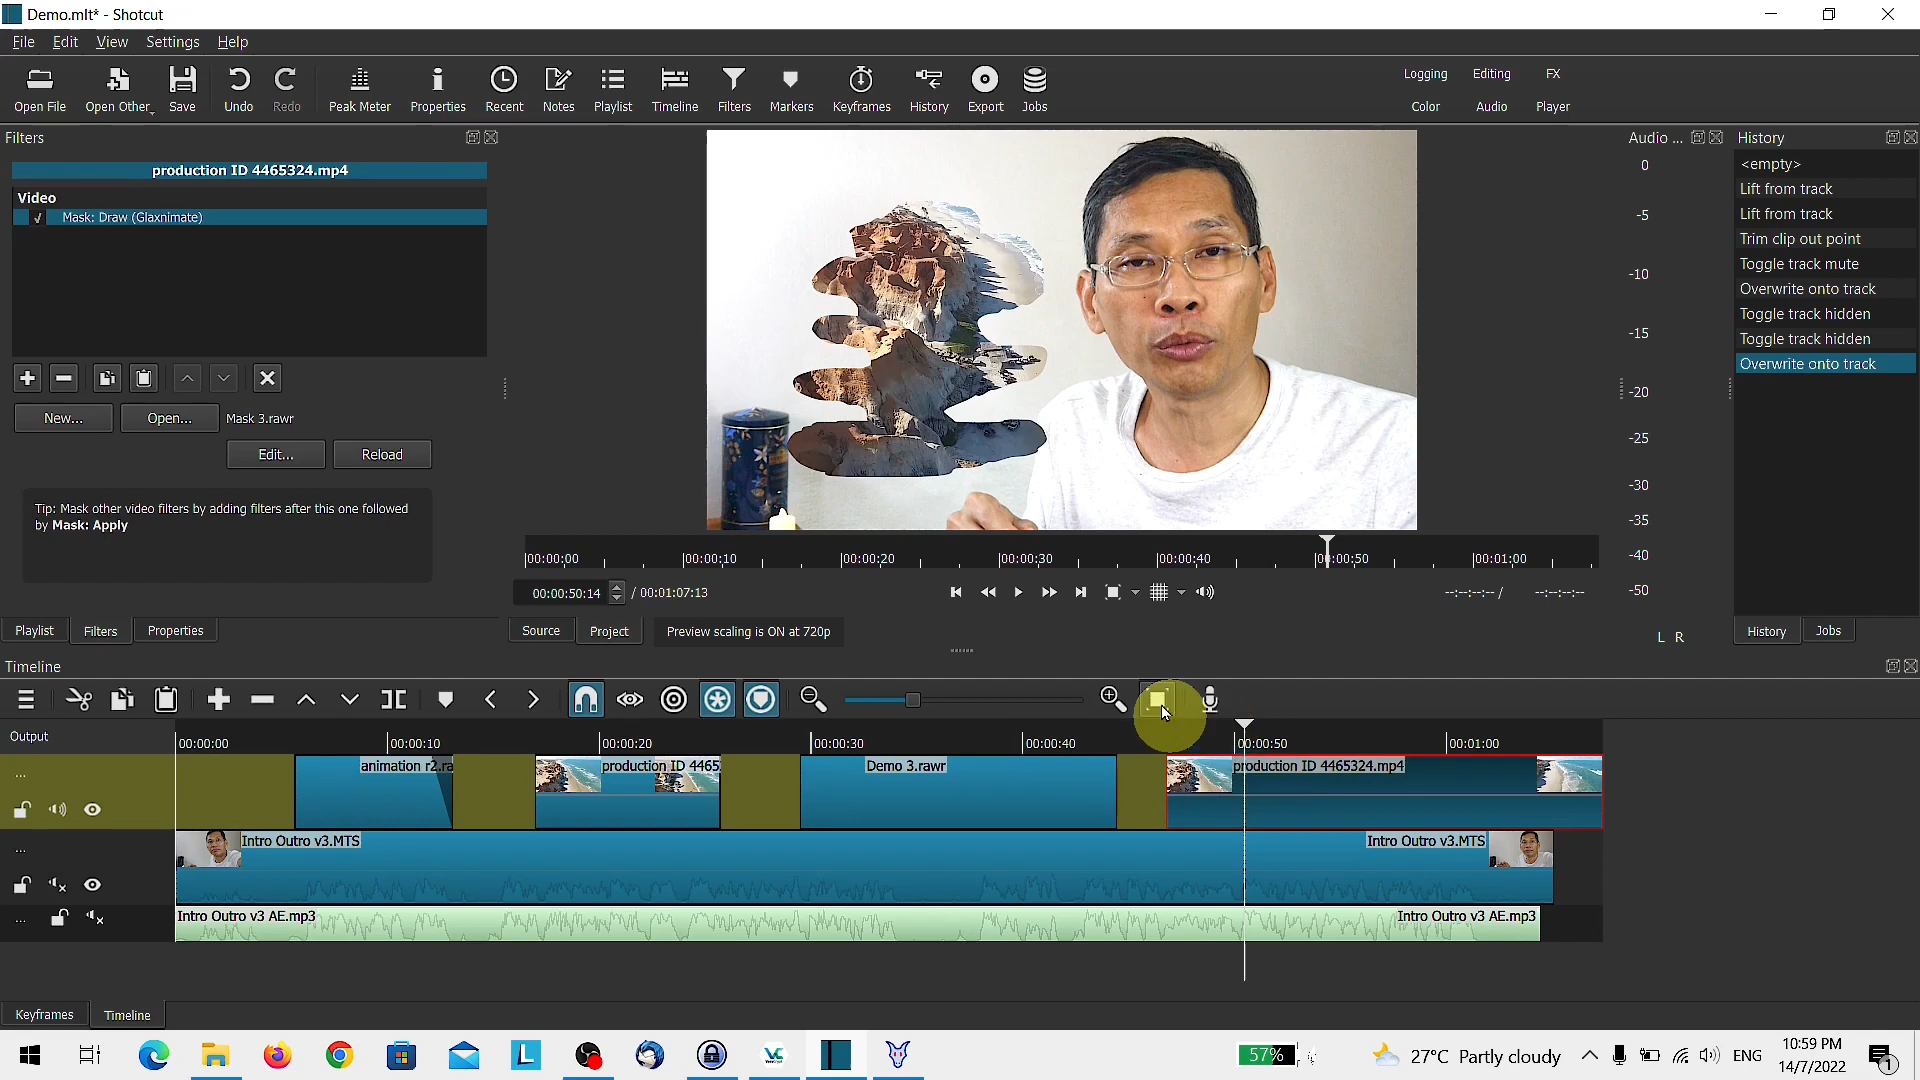 Demo.mlt* - Shotcut
File Edit View Settings Help
Open File Open Other Save Undo Redo Peak Meter Properties Recent Notes Playlist Timeline Filters Markers Keyframes History Export Jobs
Logging Editing FX
Color Audio Player
Filters
production ID 4465324.mp4
Video
Mask: Draw (Glaxnimate)
New... Open... Mask 3.rawr
Edit... Reload
Tip: Mask other video filters by adding filters after this one followed
by Mask: Apply
Playlist Filters Properties
00:00:00 00:00:10 00:00:20 00:00:30 00:00:40 00:00:50 00:01:00
00:00:50:14 / 00:01:07:13
--:--:--:-- / --:--:--:--
Source Project Preview scaling is ON at 720p
Audio ...
0
-5
-10
-15
-20
-25
-30
-35
-40
-50
L R
History
<empty>
Lift from track
Lift from track
Trim clip out point
Toggle track mute
Overwrite onto track
Toggle track hidden
Toggle track hidden
Overwrite onto track
History Jobs
Timeline
Output
00:00:00 00:00:10 00:00:20 00:00:30 00:00:40 00:00:50 00:01:00
... animation r2.ra production ID 4465 Demo 3.rawr production ID 4465324.mp4
... Intro Outro v3.MTS Intro Outro v3.MTS
... Intro Outro v3 AE.mp3 Intro Outro v3 AE.mp3
Keyframes Timeline
57% 27°C Partly cloudy ENG
10:59 PM
14/7/2022
1